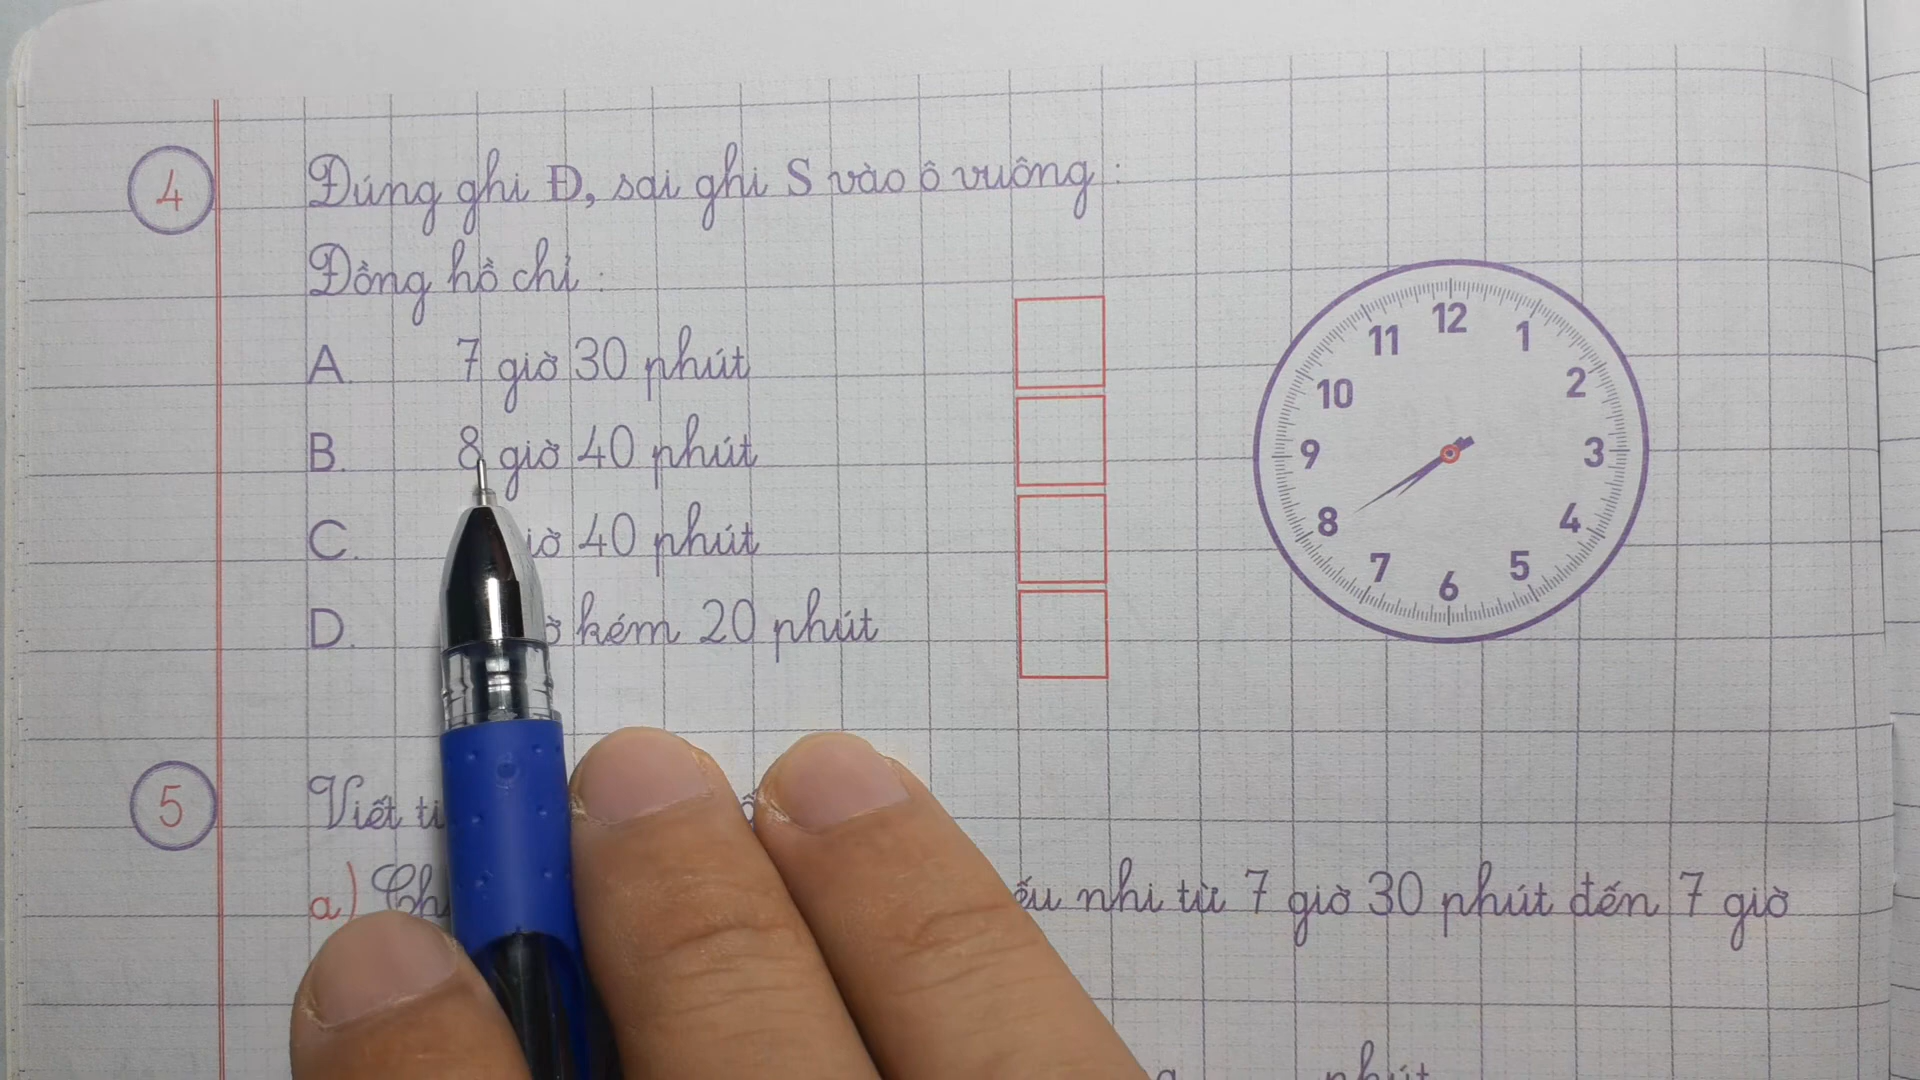 4 Đúng ghi Đ, sai ghi S vào ô vuông :
Đồng hồ chỉ :
A. 7 giờ 30 phút
B. 8 giờ 40 phút
C. 40 phút
D. kém 20 phút
12
11 1
10 2
9 3
8 4
7 5
6
5 Viết
a) nhi từ 7 giờ 30 phút đến 7 giờ
phút